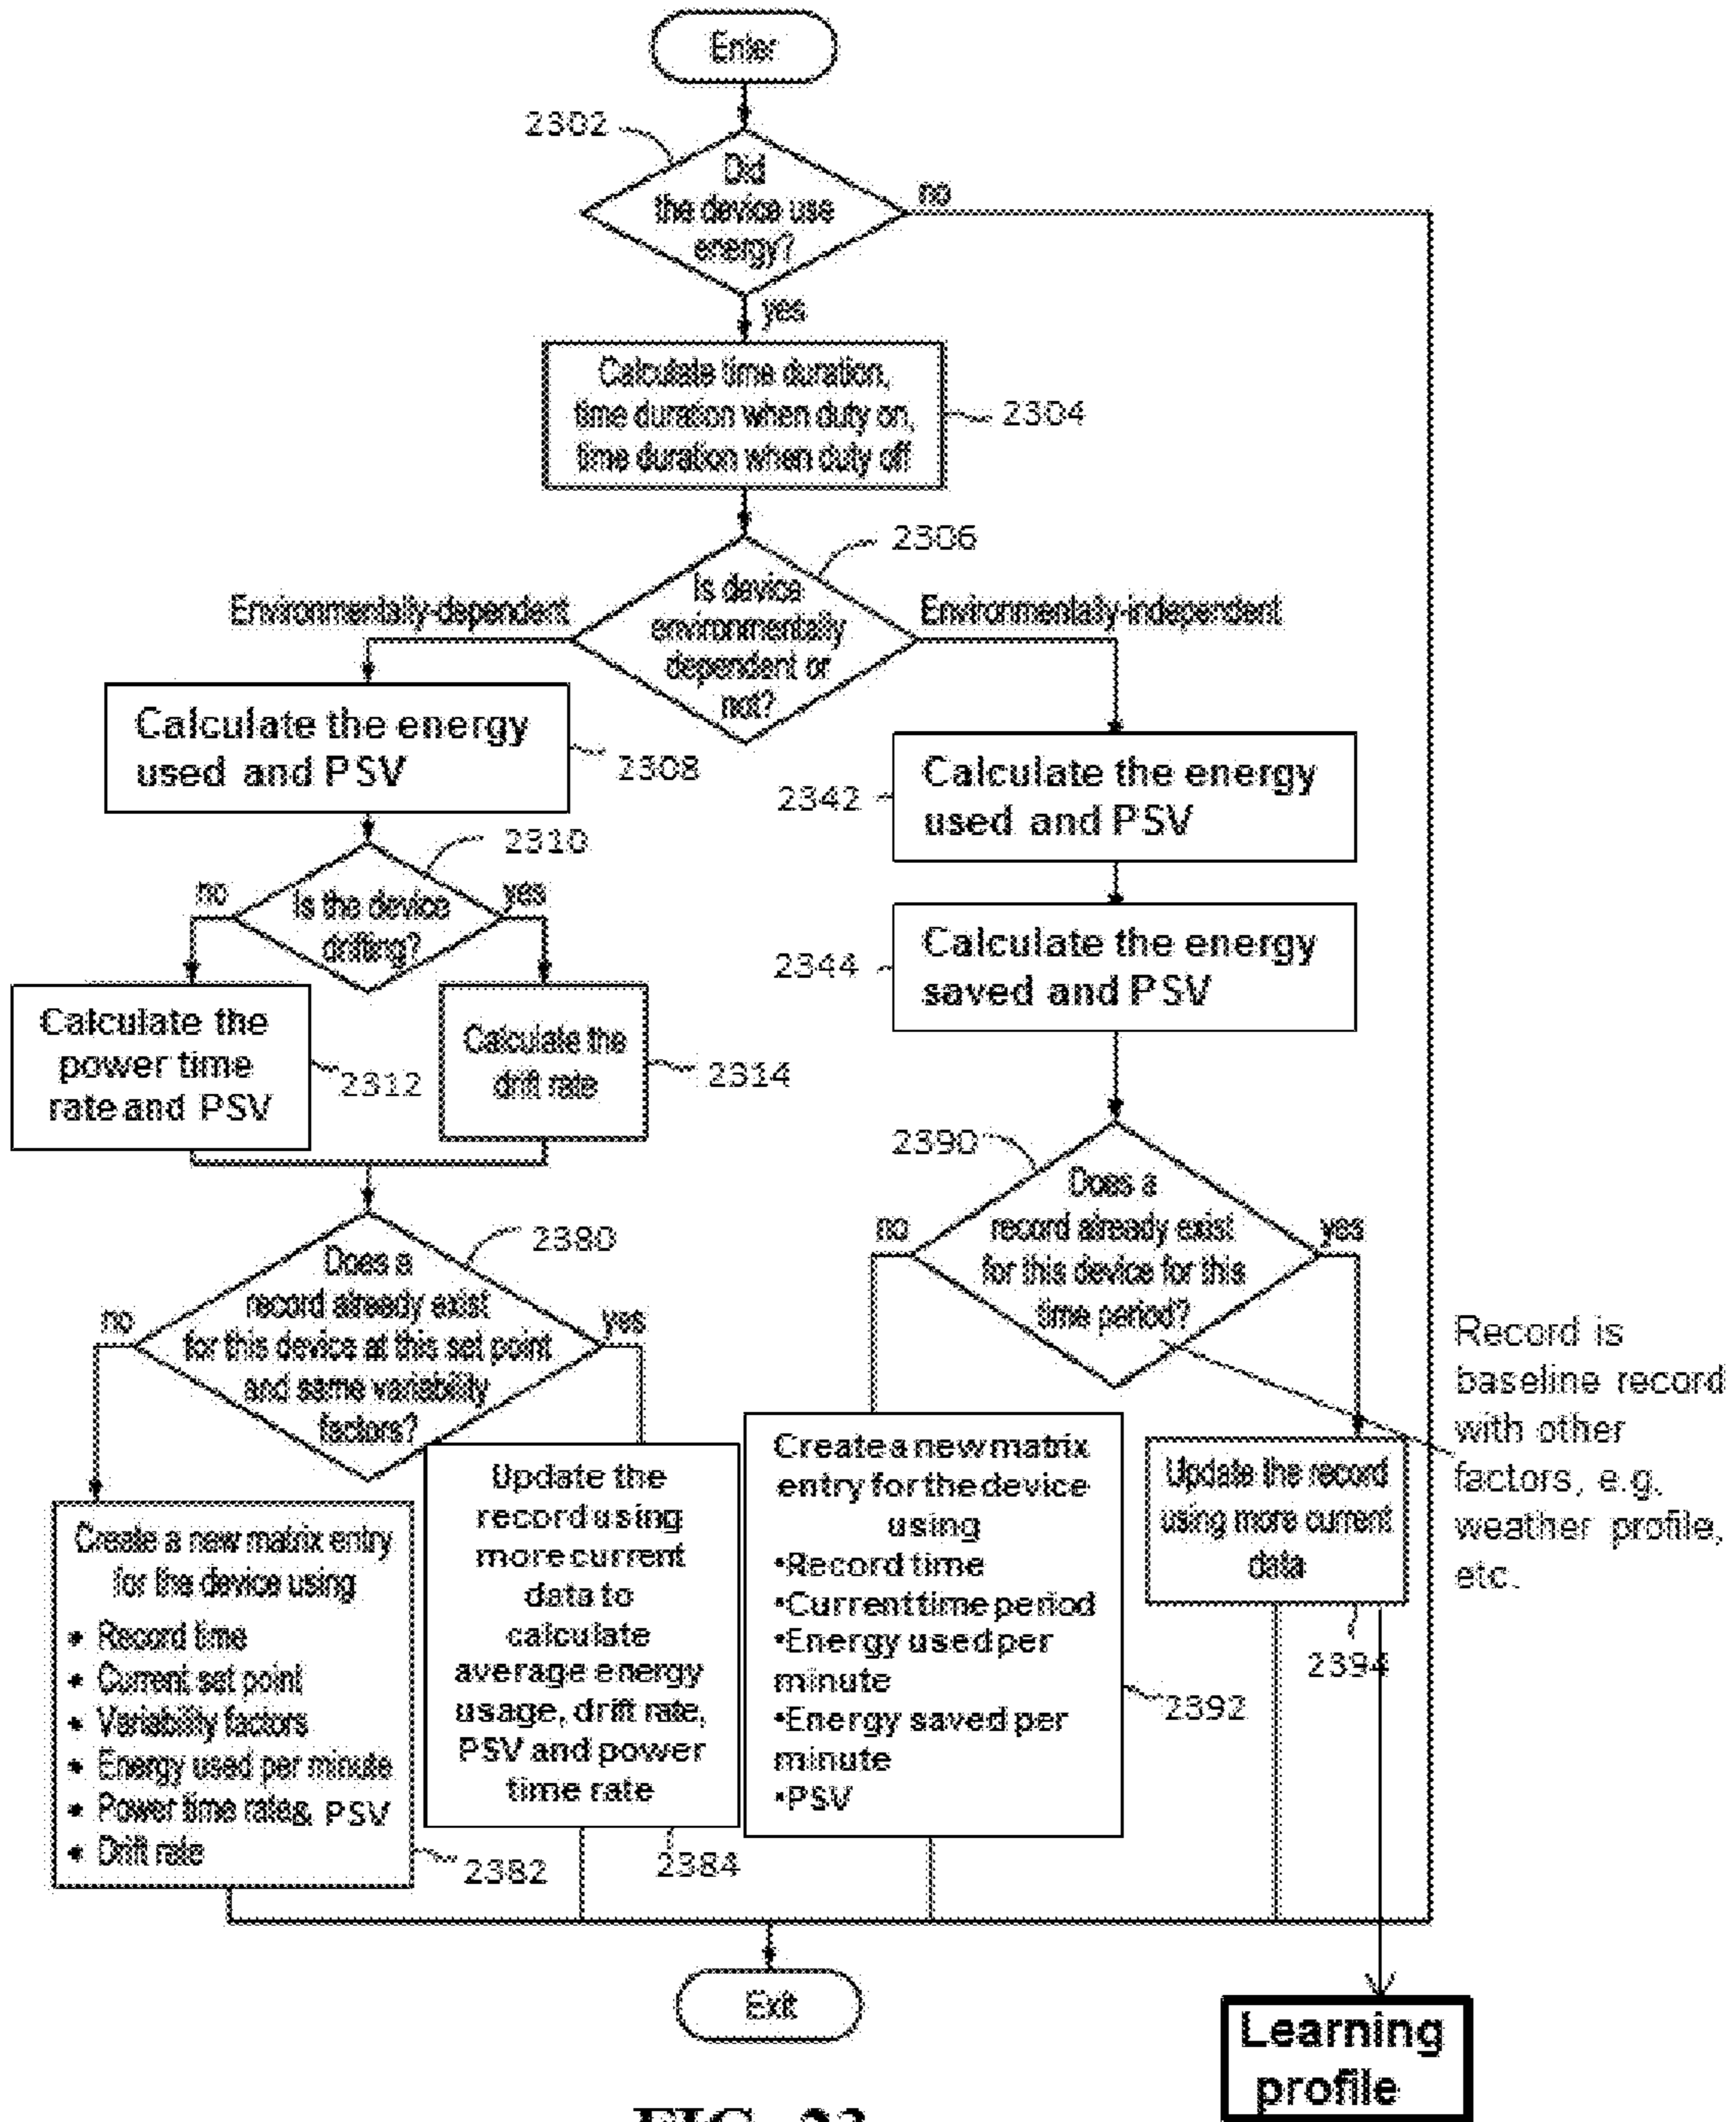 Enter
2302
Did
the device use
energy?
no
yes
Calculate time duration,
time duration when duty on,
time duration when duty off
2304
2306
Is device
environmentally
dependent or
not?
Environmentally-dependent
Environmentally-independent
Calculate the energy
used and PSV
2308
2342
Calculate the energy
used and PSV
2310
Is the device
drifting?
no
yes
2344
Calculate the energy
saved and PSV
Calculate the
power time
rate and PSV
2312
Calculate the
drift rate
2314
2380
Does a
record already exist
for this device at this set point
and same variability
factors?
no
yes
2390
Does a
record already exist
for this device for this
time period?
no
yes
Record is
baseline record
with other
factors, e.g.
weather profile,
etc.
Create a new matrix entry
for the device using
• Record time
• Current set point
• Variability factors
• Energy used per minute
• Power time rate& PSV
• Drift rate
2382
Update the
record using
more current
data to
calculate
average energy
usage, drift rate,
PSV and power
time rate
2384
Create a new matrix
entry for the device
using
•Record time
•Current time period
•Energy used per
minute
•Energy saved per
minute
•PSV
2392
Update the record
using more current
data
2394
Exit
Learning
profile
FIG. 23